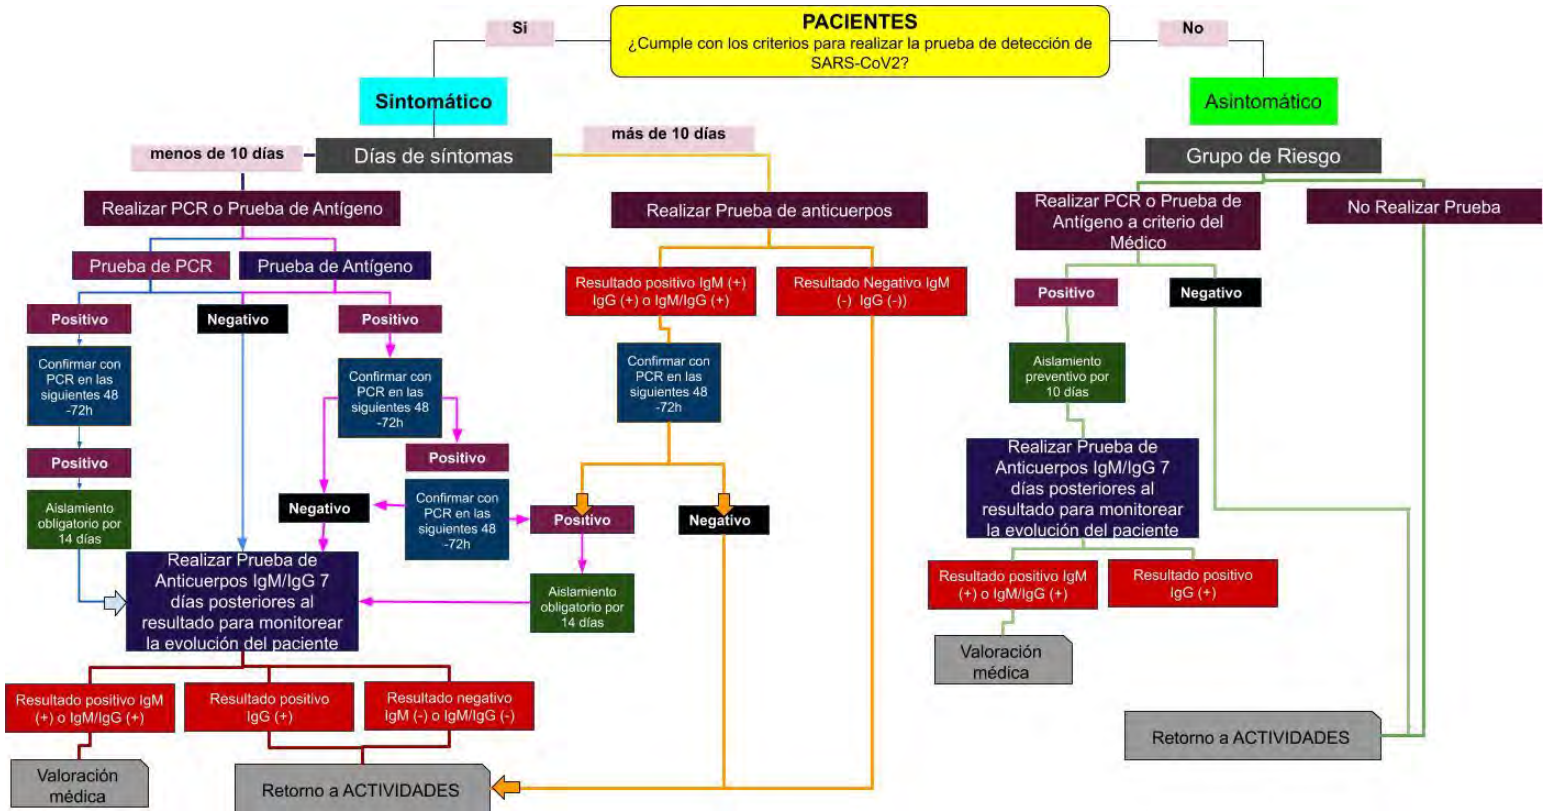 PACIENTES
¿Cumple con los criterios para realizar la prueba de detección de
SARS-CoV2?
Si
No
Sintomático
Asintomático
menos de 10 días
Días de síntomas
más de 10 días
Grupo de Riesgo
Realizar PCR o Prueba de Antígeno
Realizar Prueba de anticuerpos
Realizar PCR o Prueba de
Antígeno a criterio del
Médico
No Realizar Prueba
Prueba de PCR
Prueba de Antígeno
Resultado positivo IgM (+)
IgG (+) o IgM/IgG (+)
Resultado Negativo IgM
(-) IgG (-))
Positivo
Negativo
Positivo
Negativo
Positivo
Confirmar con
PCR en las
siguientes 48
-72h
Confirmar con
PCR en las
siguientes 48
-72h
Confirmar con
PCR en las
siguientes 48
-72h
Aislamiento
preventivo por
10 días
Positivo
Positivo
Realizar Prueba de
Anticuerpos IgM/IgG 7
días posteriores al
resultado para monitorear
la evolución del paciente
Aislamiento
obligatorio por
14 días
Negativo
Confirmar con
PCR en las
siguientes 48
-72h
Positivo
Negativo
Realizar Prueba de
Anticuerpos IgM/IgG 7
días posteriores al
resultado para monitorear
la evolución del paciente
Aislamiento
obligatorio por
14 días
Resultado positivo IgM
(+) o IgM/IgG (+)
Resultado positivo
IgG (+)
Valoración
médica
Resultado positivo IgM
(+) o IgM/IgG (+)
Resultado positivo
IgG (+)
Resultado negativo
IgM (-) o IgM/IgG (-)
Retorno a ACTIVIDADES
Valoración
médica
Retorno a ACTIVIDADES